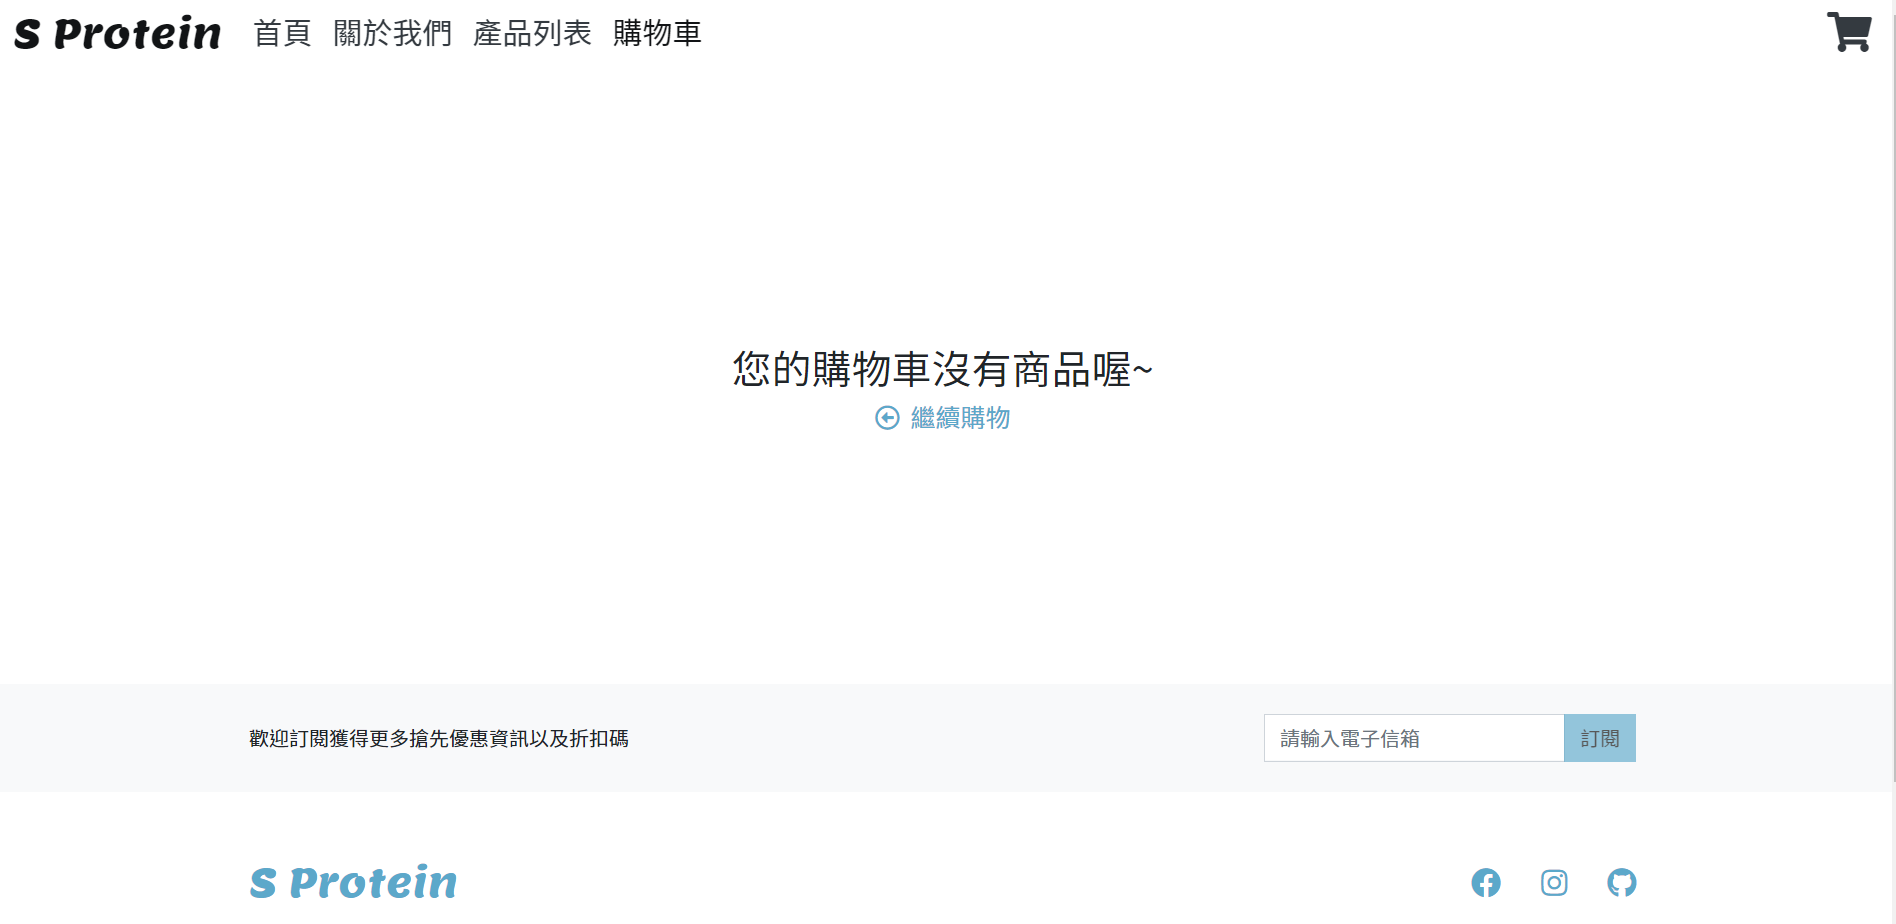 S Protein 首頁 關於我們 產品列表 購物車
您的購物車沒有商品喔~
繼續購物
歡迎訂閱獲得更多搶先優惠資訊以及折扣碼 請輸入電子信箱 訂閱
S Protein